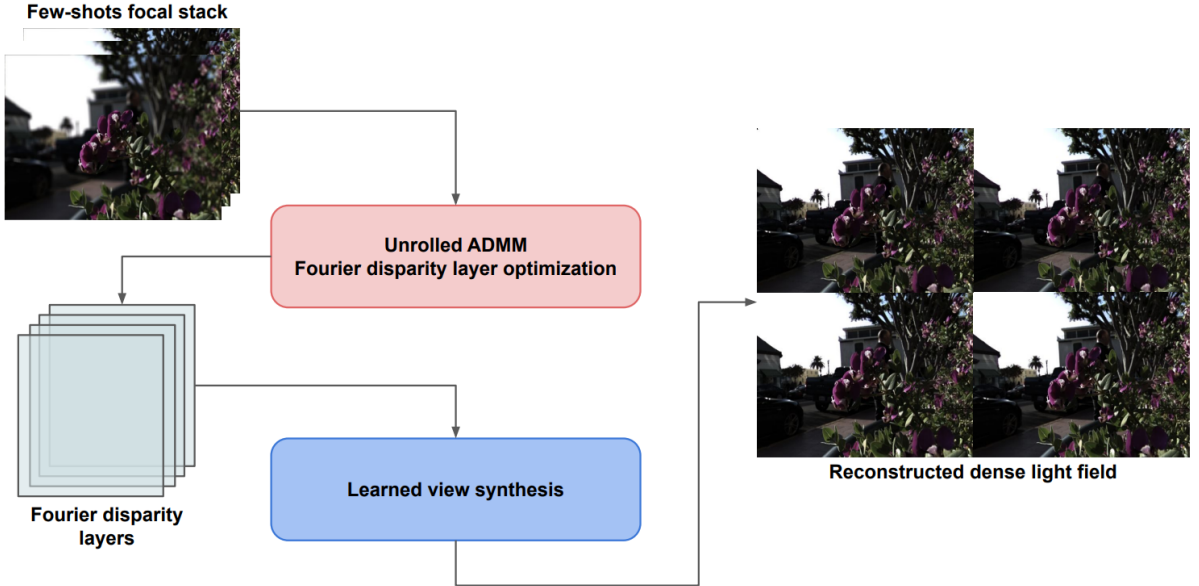 Few-shots focal stack
Unrolled ADMM
Fourier disparity layer optimization
Fourier disparity
layers
Learned view synthesis
Reconstructed dense light field